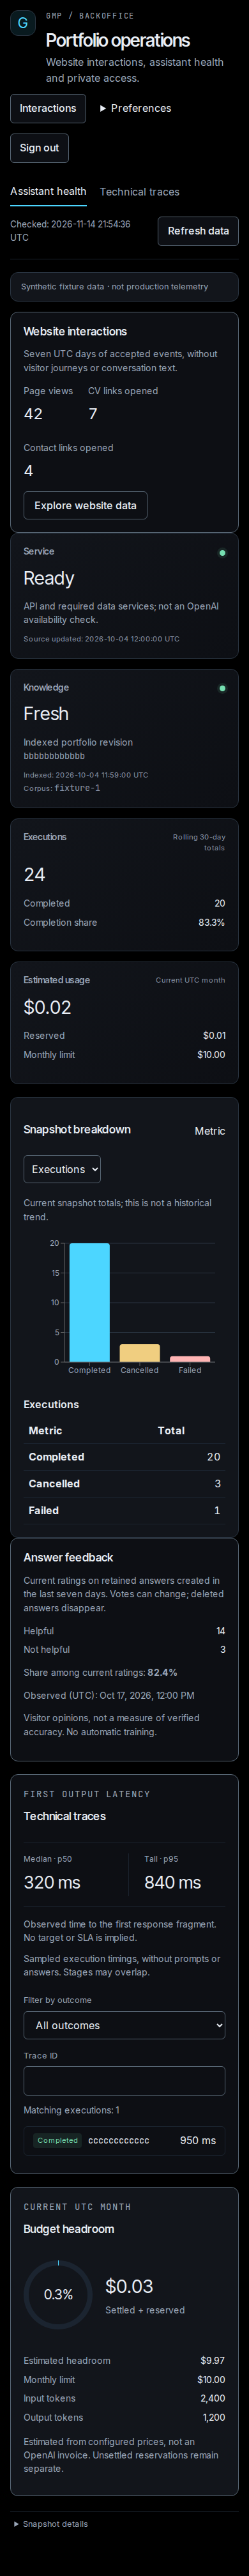 G
GMP / BACKOFFICE
Portfolio operations
Website interactions, assistant health
and private access.
Interactions
▶ Preferences
Sign out
Assistant health
Technical traces
Checked: 2026-11-14 21:54:36
UTC
Refresh data
Synthetic fixture data · not production telemetry
Website interactions
Seven UTC days of accepted events, without
visitor journeys or conversation text.
Page views
CV links opened
42
7
Contact links opened
4
Explore website data
Service
Ready
API and required data services; not an OpenAI
availability check.
Source updated: 2026-10-04 12:00:00 UTC
Knowledge
Fresh
Indexed portfolio revision
bbbbbbbbbbbb
Indexed: 2026-10-04 11:59:00 UTC
Corpus: fixture-1
Executions
Rolling 30-day
totals
24
Completed 20
Completion share 83.3%
Estimated usage
Current UTC month
$0.02
Reserved $0.01
Monthly limit $10.00
Snapshot breakdown
Metric
Executions
Current snapshot totals; this is not a historical
trend.
20
15
10
5
0
Completed Cancelled Failed
Executions
Metric Total
Completed 20
Cancelled 3
Failed 1
Answer feedback
Current ratings on retained answers created in
the last seven days. Votes can change; deleted
answers disappear.
Helpful 14
Not helpful 3
Share among current ratings: 82.4%
Observed (UTC): Oct 17, 2026, 12:00 PM
Visitor opinions, not a measure of verified
accuracy. No automatic training.
FIRST OUTPUT LATENCY
Technical traces
Median · p50
Tail · p95
320 ms
840 ms
Observed time to the first response fragment.
No target or SLA is implied.
Sampled execution timings, without prompts or
answers. Stages may overlap.
Filter by outcome
All outcomes
Trace ID
Matching executions: 1
Completed cccccccccccc 950 ms
CURRENT UTC MONTH
Budget headroom
0.3%
$0.03
Settled + reserved
Estimated headroom $9.97
Monthly limit $10.00
Input tokens 2,400
Output tokens 1,200
Estimated from configured prices, not an
OpenAI invoice. Unsettled reservations remain
separate.
▶ Snapshot details